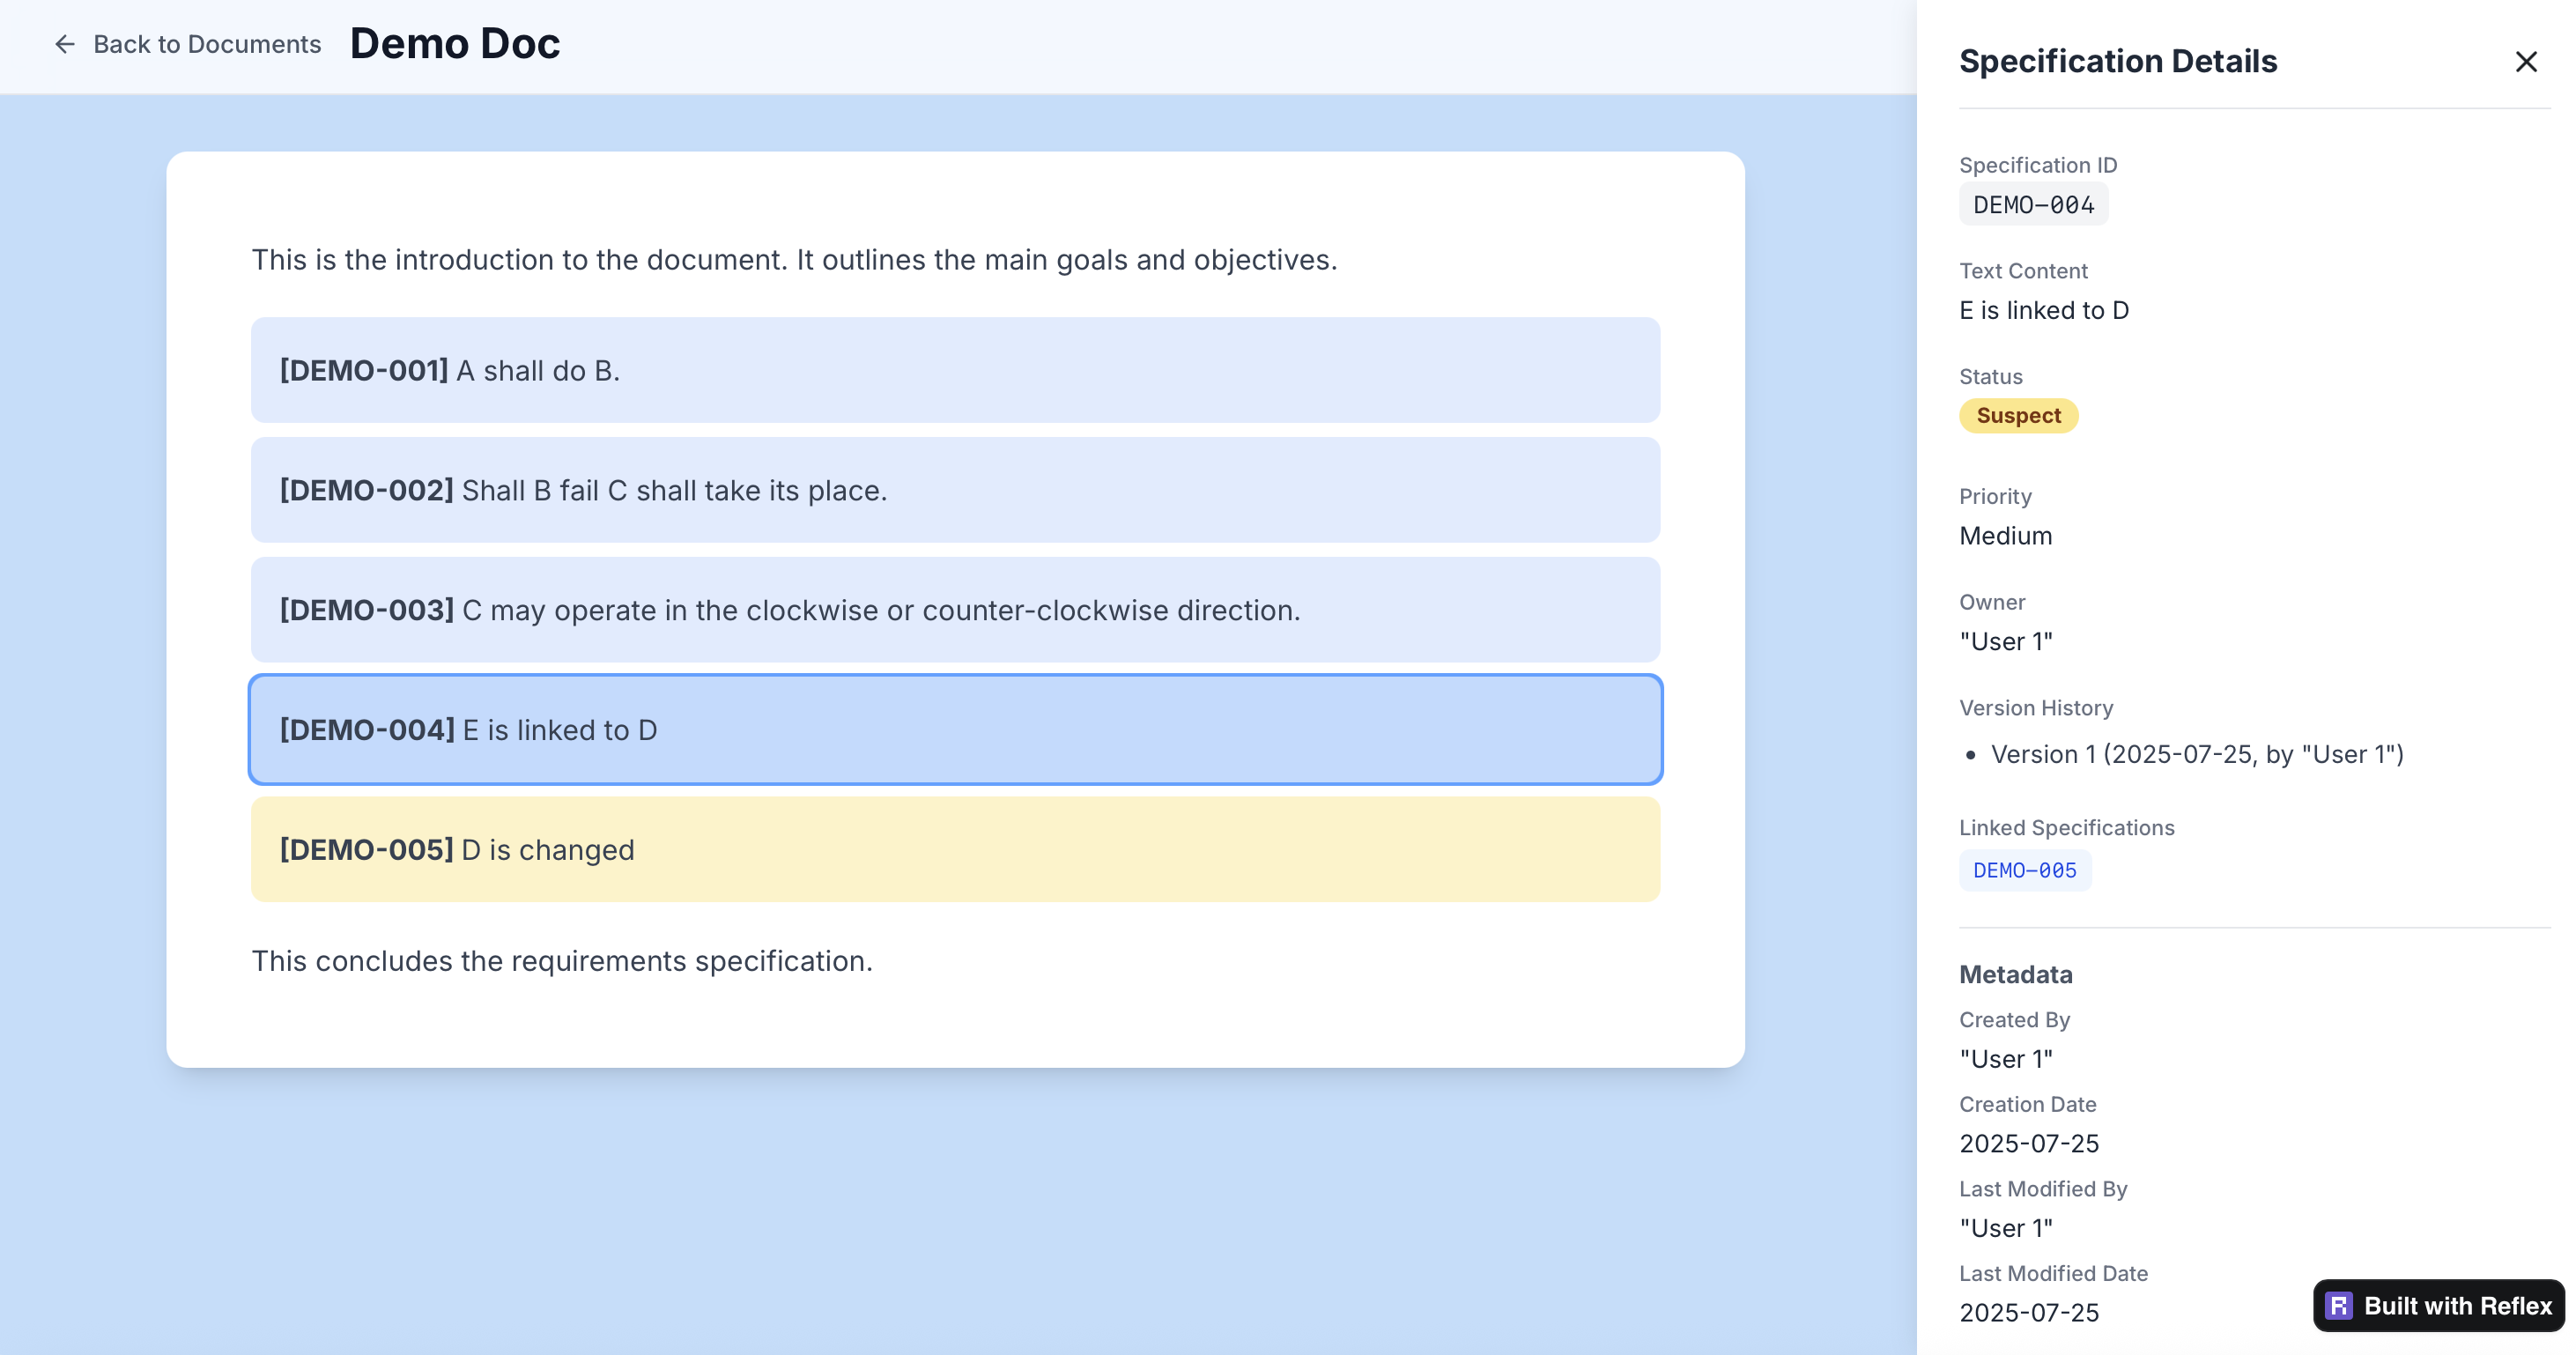 Back to Documents Demo Doc
This is the introduction to the document. It outlines the main goals and objectives.
[DEMO-001] A shall do B.
[DEMO-002] Shall B fail C shall take its place.
[DEMO-003] C may operate in the clockwise or counter-clockwise direction.
[DEMO-004] E is linked to D
[DEMO-005] D is changed
This concludes the requirements specification.
Specification Details
Specification ID
DEMO-004
Text Content
E is linked to D
Status
Suspect
Priority
Medium
Owner
"User 1"
Version History
• Version 1 (2025-07-25, by "User 1")
Linked Specifications
DEMO-005
Metadata
Created By
"User 1"
Creation Date
2025-07-25
Last Modified By
"User 1"
Last Modified Date
2025-07-25
R Built with Reflex